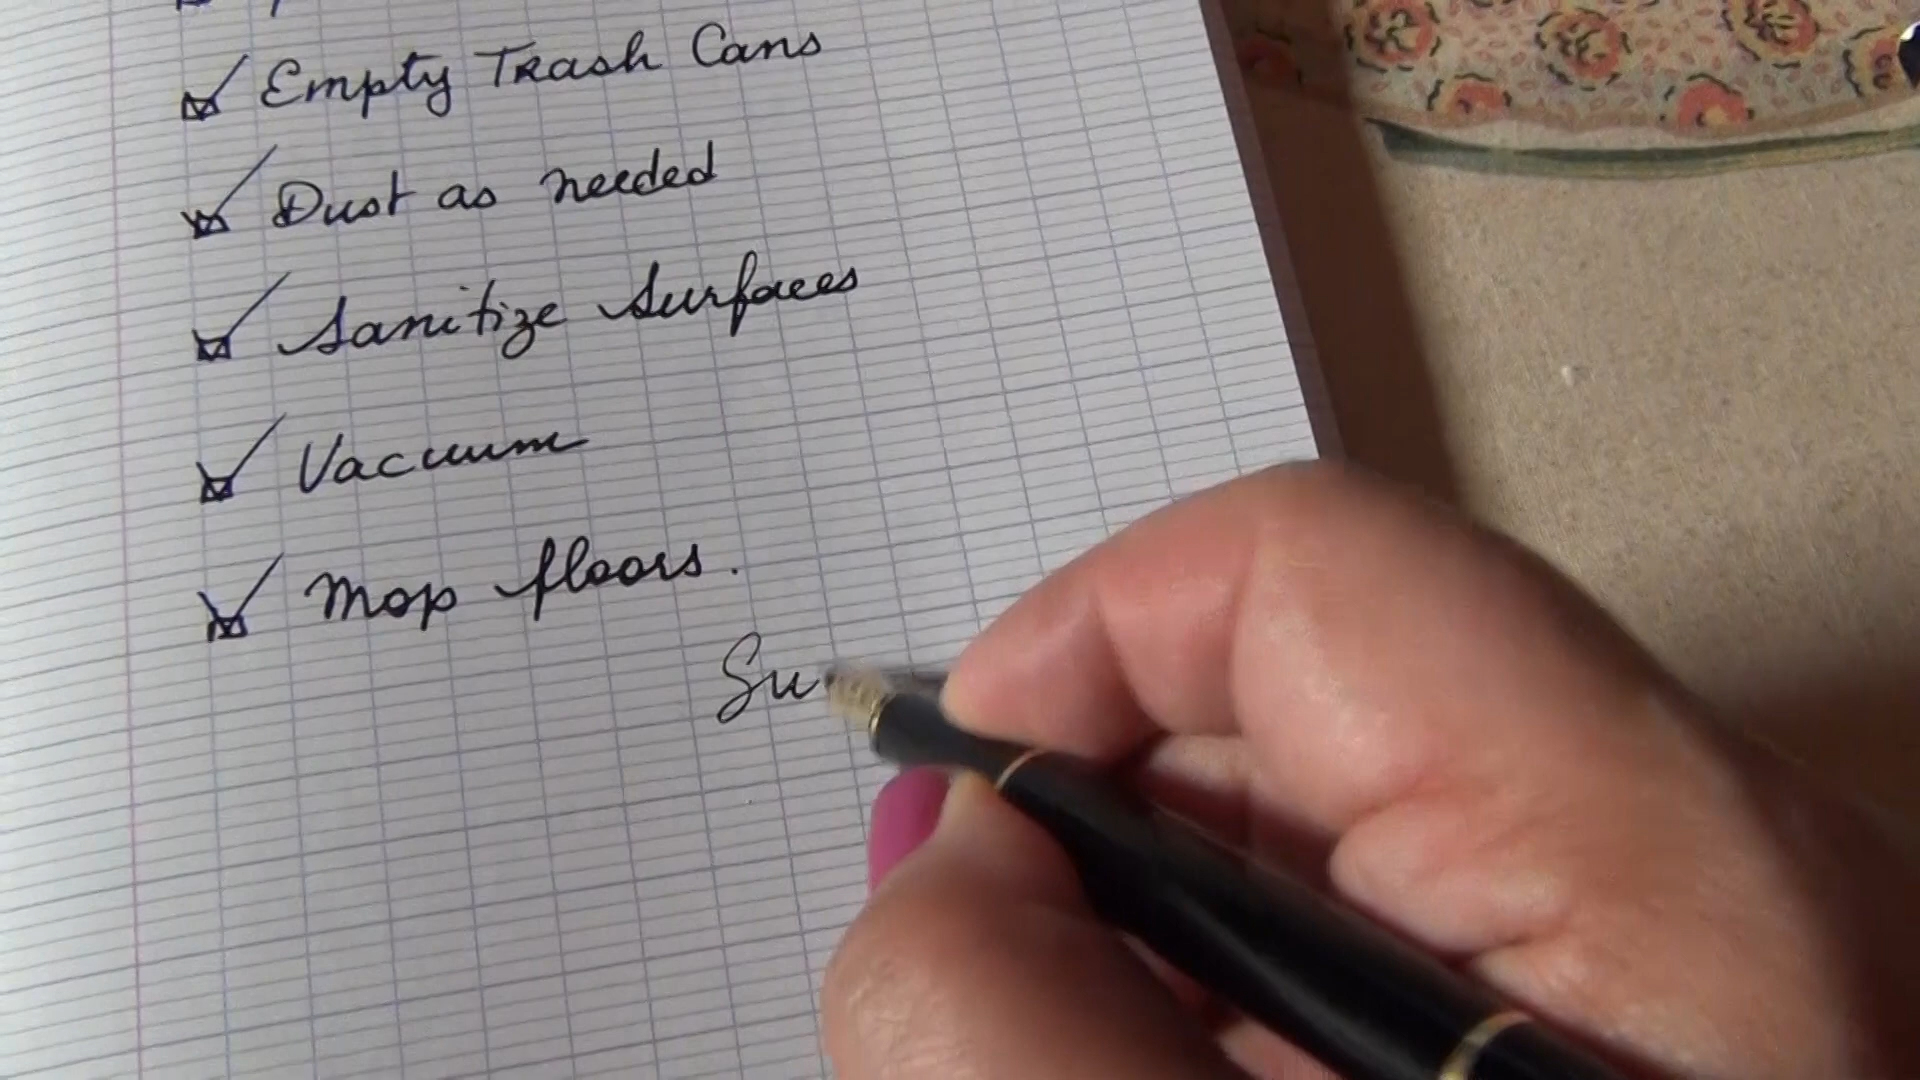 Empty Trash Cans
Dust as needed
Sanitize Surfaces
Vacuum
Mop floors.
Su